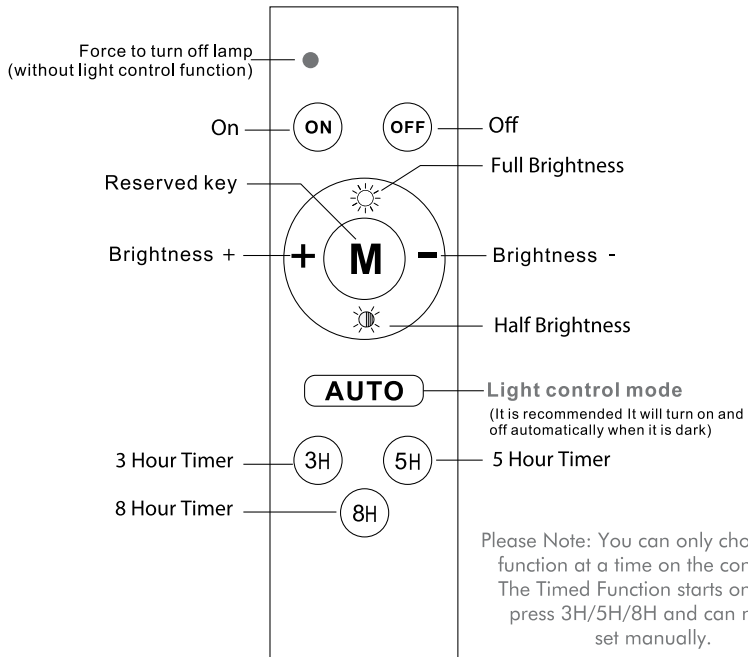 Force to turn off lamp
(without light control function)
On
ON
OFF
Off
Full Brightness
Reserved key
Brightness +
+
M
-
Brightness -
Half Brightness
AUTO
Light control mode
(It is recommended It will turn on and
off automatically when it is dark)
3 Hour Timer
3H
5H
5 Hour Timer
8 Hour Timer
8H
Please Note: You can only
function at a time on the
The Timed Function starts
press 3H/5H/8H and can
set manually.